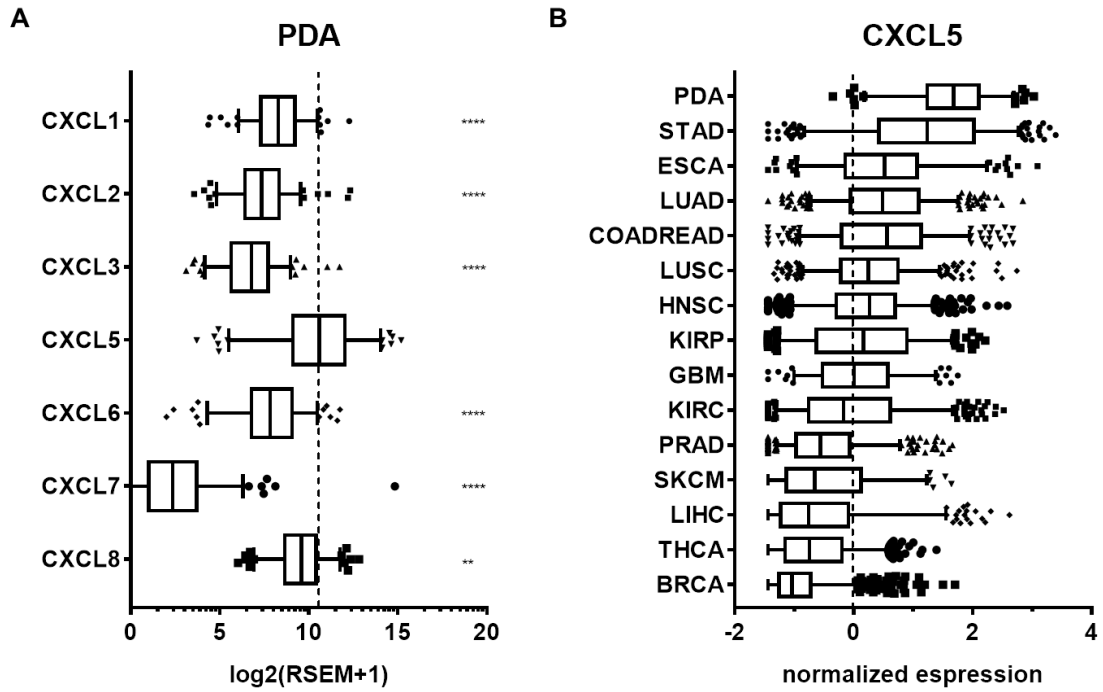 A
PDA
CXCL1
****
CXCL2
****
CXCL3
****
CXCL5
CXCL6
****
CXCL7
****
CXCL8
**
0 5 10 15 20
log2(RSEM+1)
B
CXCL5
PDA
STAD
ESCA
LUAD
COADREAD
LUSC
HNSC
KIRP
GBM
KIRC
PRAD
SKCM
LIHC
THCA
BRCA
-2 0 2 4
normalized espression